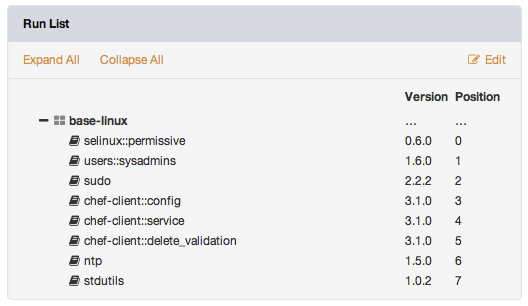 Run List
Expand All Collapse All Edit
Version Position
base-linux ... ...
selinux::permissive 0.6.0 0
users::sysadmins 1.6.0 1
sudo 2.2.2 2
chef-client::config 3.1.0 3
chef-client::service 3.1.0 4
chef-client::delete_validation 3.1.0 5
ntp 1.5.0 6
stdutils 1.0.2 7